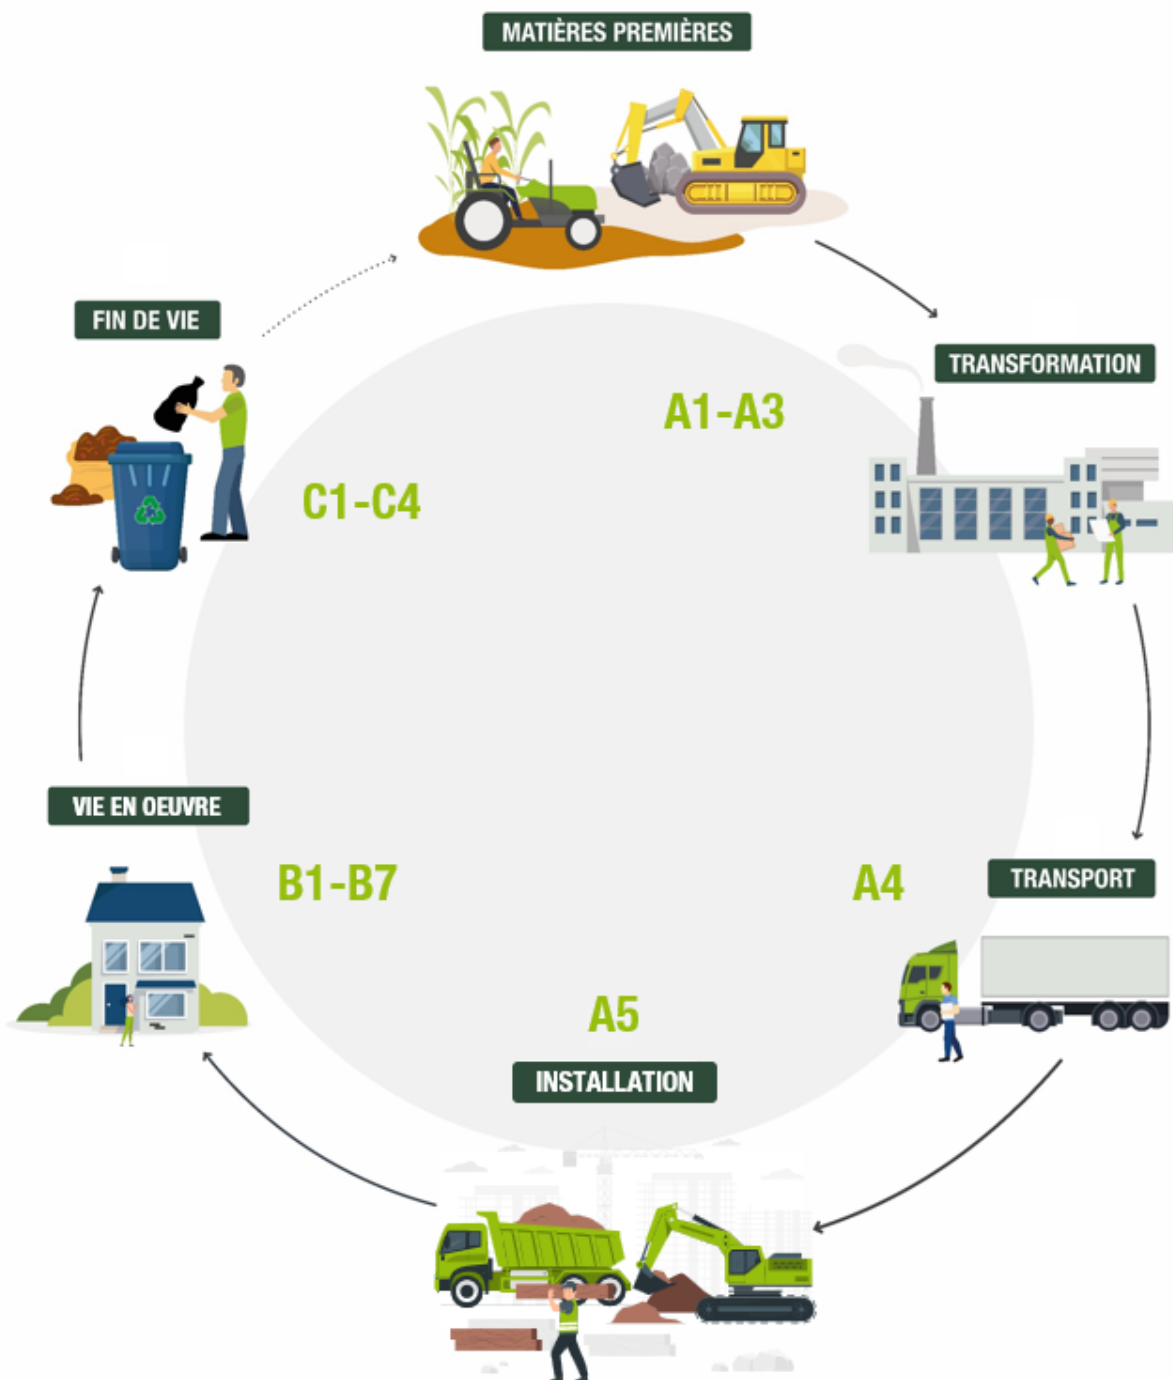 MATIÈRES PREMIÈRES
FIN DE VIE
TRANSFORMATION
A1-A3
C1-C4
VIE EN OEUVRE
B1-B7
A4
TRANSPORT
A5
INSTALLATION